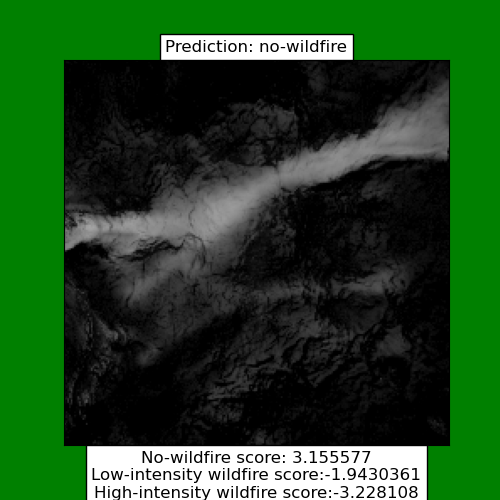 Prediction: no-wildfire
No-wildfire score: 3.155577
Low-intensity wildfire score:-1.9430361
High-intensity wildfire score:-3.228108